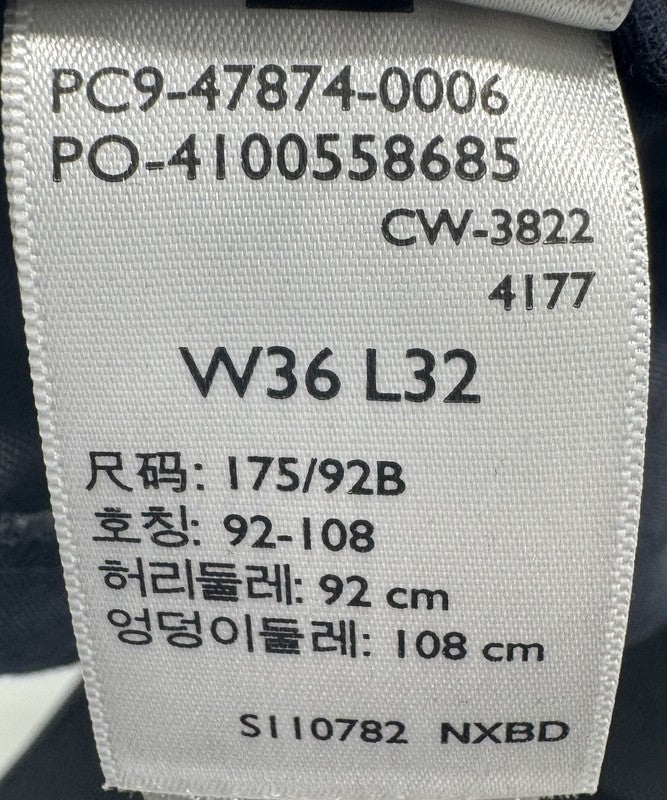 PC9-47874-0006
PO-4100558685
CW-3822
4177
W36 L32
尺码: 175/92B
호칭: 92-108
허리둘레: 92 cm
엉덩이둘레: 108 cm
S110782 NXBD